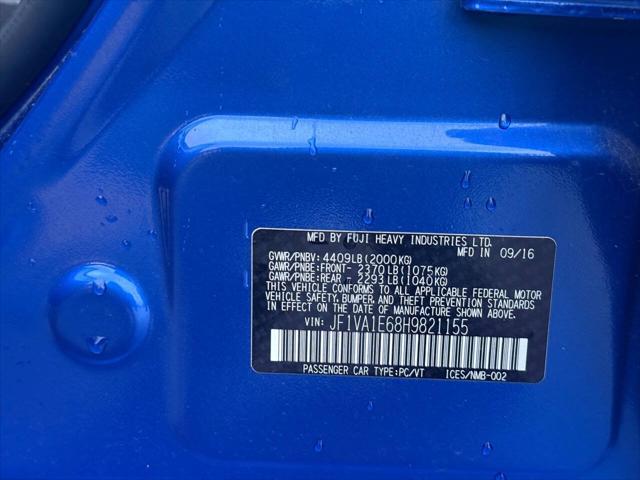 MFD BY FUJI HEAVY INDUSTRIES LTD.
MFD IN 09/16
GVWR/PNBV: 4409LB(2000KG)
GAWR/PNBE:FRONT- 2370LB(1075KG)
GAWR/PNBE:REAR - 2293LB(1040KG)
THIS VEHICLE CONFORMS TO ALL APPLICABLE FEDERAL MOTOR
VEHICLE SAFETY, BUMPER, AND THEFT PREVENTION STANDARDS
IN EFFECT ON THE DATE OF MANUFACTURE SHOWN ABOVE.
VIN: JF1VA1E68H9821155
PASSENGER CAR TYPE:PC/VT ICES/NMB-002